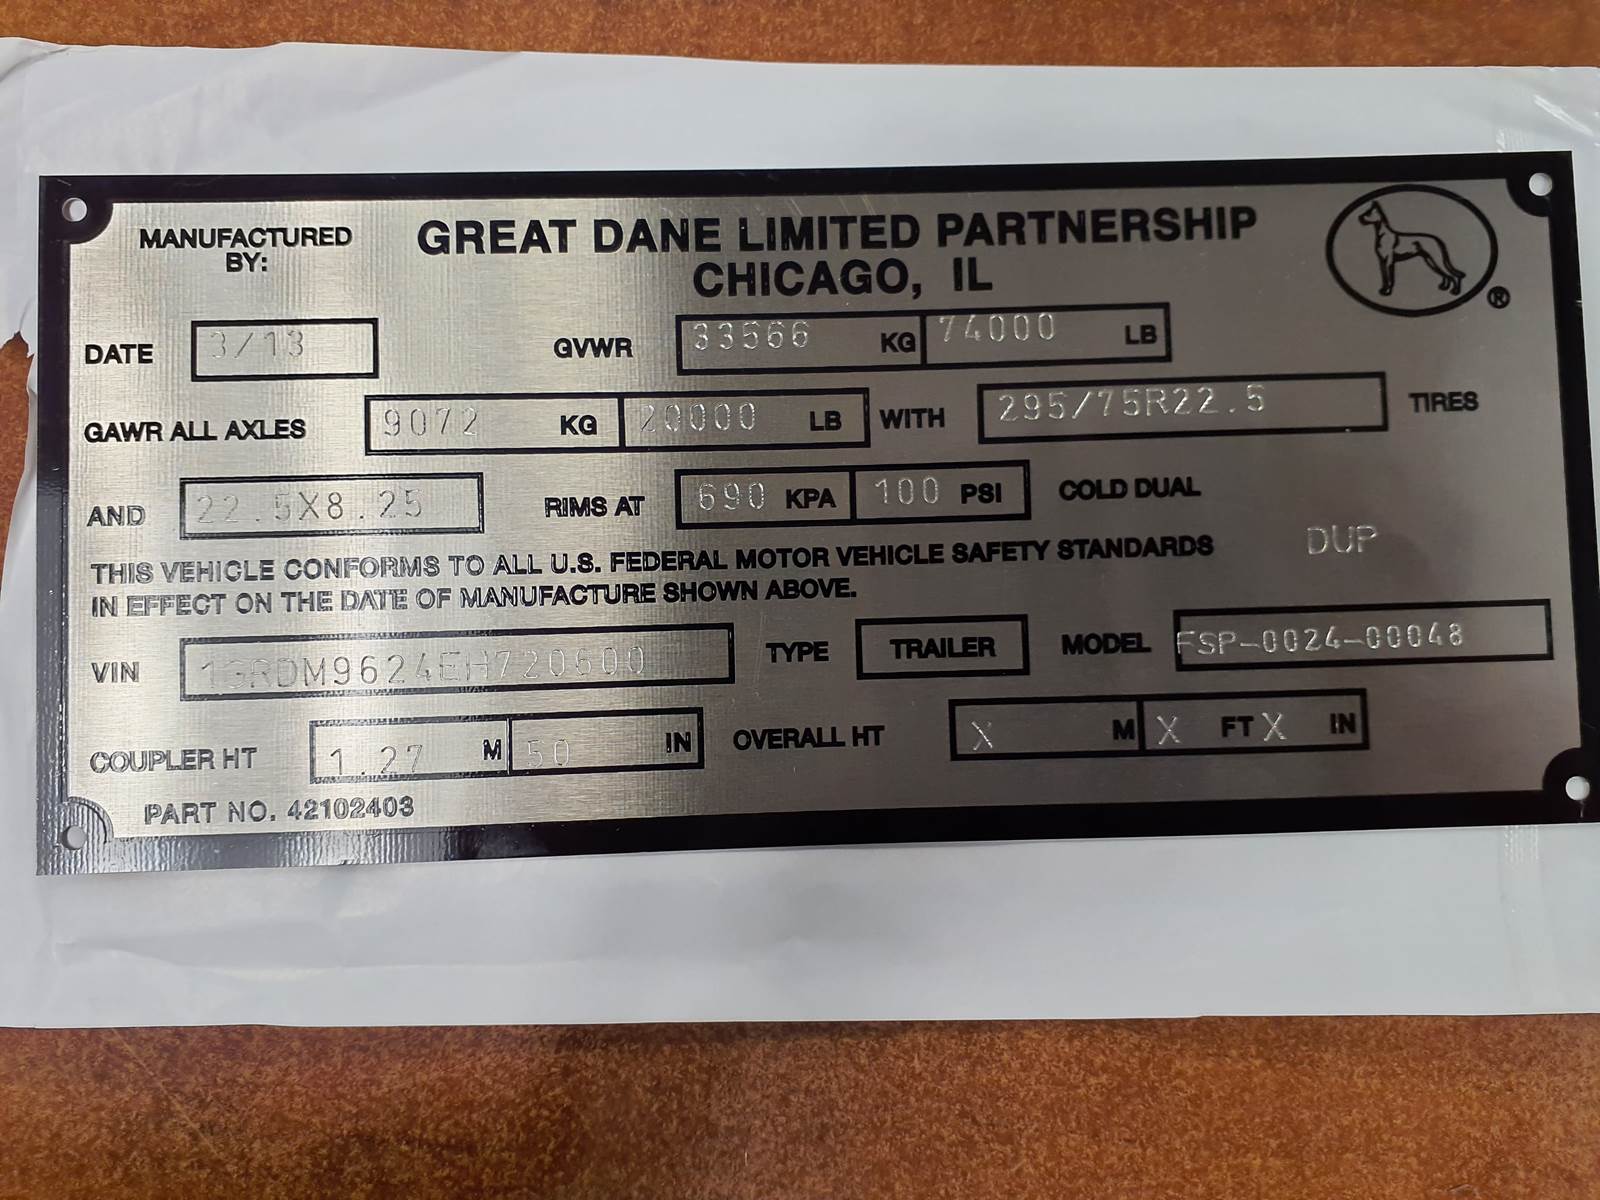 MANUFACTURED BY: GREAT DANE LIMITED PARTNERSHIP
CHICAGO, IL
®
DATE 3/13 GVWR 33566 KG 74000 LB
GAWR ALL AXLES 9072 KG 20000 LB WITH 295/75R22.5 TIRES
AND 22.5X8.25 RIMS AT 690 KPA 100 PSI COLD DUAL
DUP
THIS VEHICLE CONFORMS TO ALL U.S. FEDERAL MOTOR VEHICLE SAFETY STANDARDS
IN EFFECT ON THE DATE OF MANUFACTURE SHOWN ABOVE.
VIN 1GRDM9624EH720600 TYPE TRAILER MODEL FSP-0024-00048
COUPLER HT 1.27 M 50 IN OVERALL HT X M X FT X IN
PART NO. 42102403